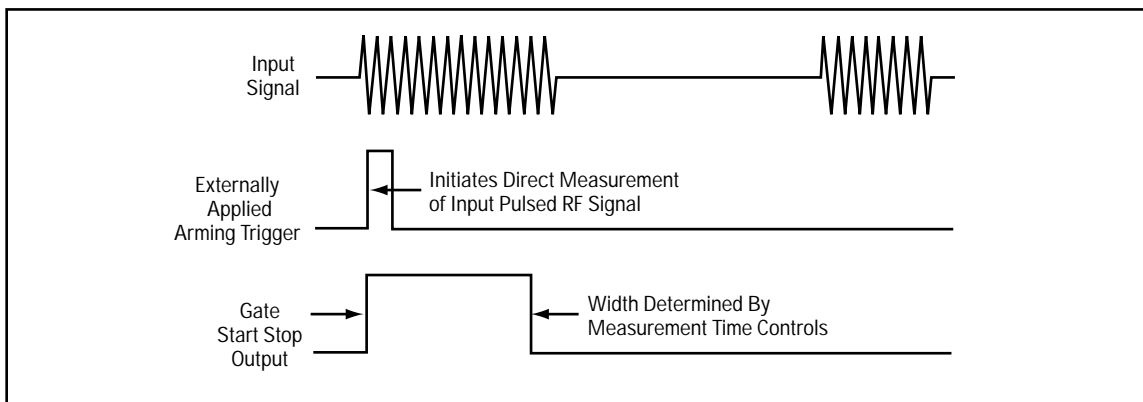 Input
Signal
Externally
Applied
Arming Trigger
Initiates Direct Measurement
of Input Pulsed RF Signal
Gate
Start Stop
Output
Width Determined By
Measurement Time Controls